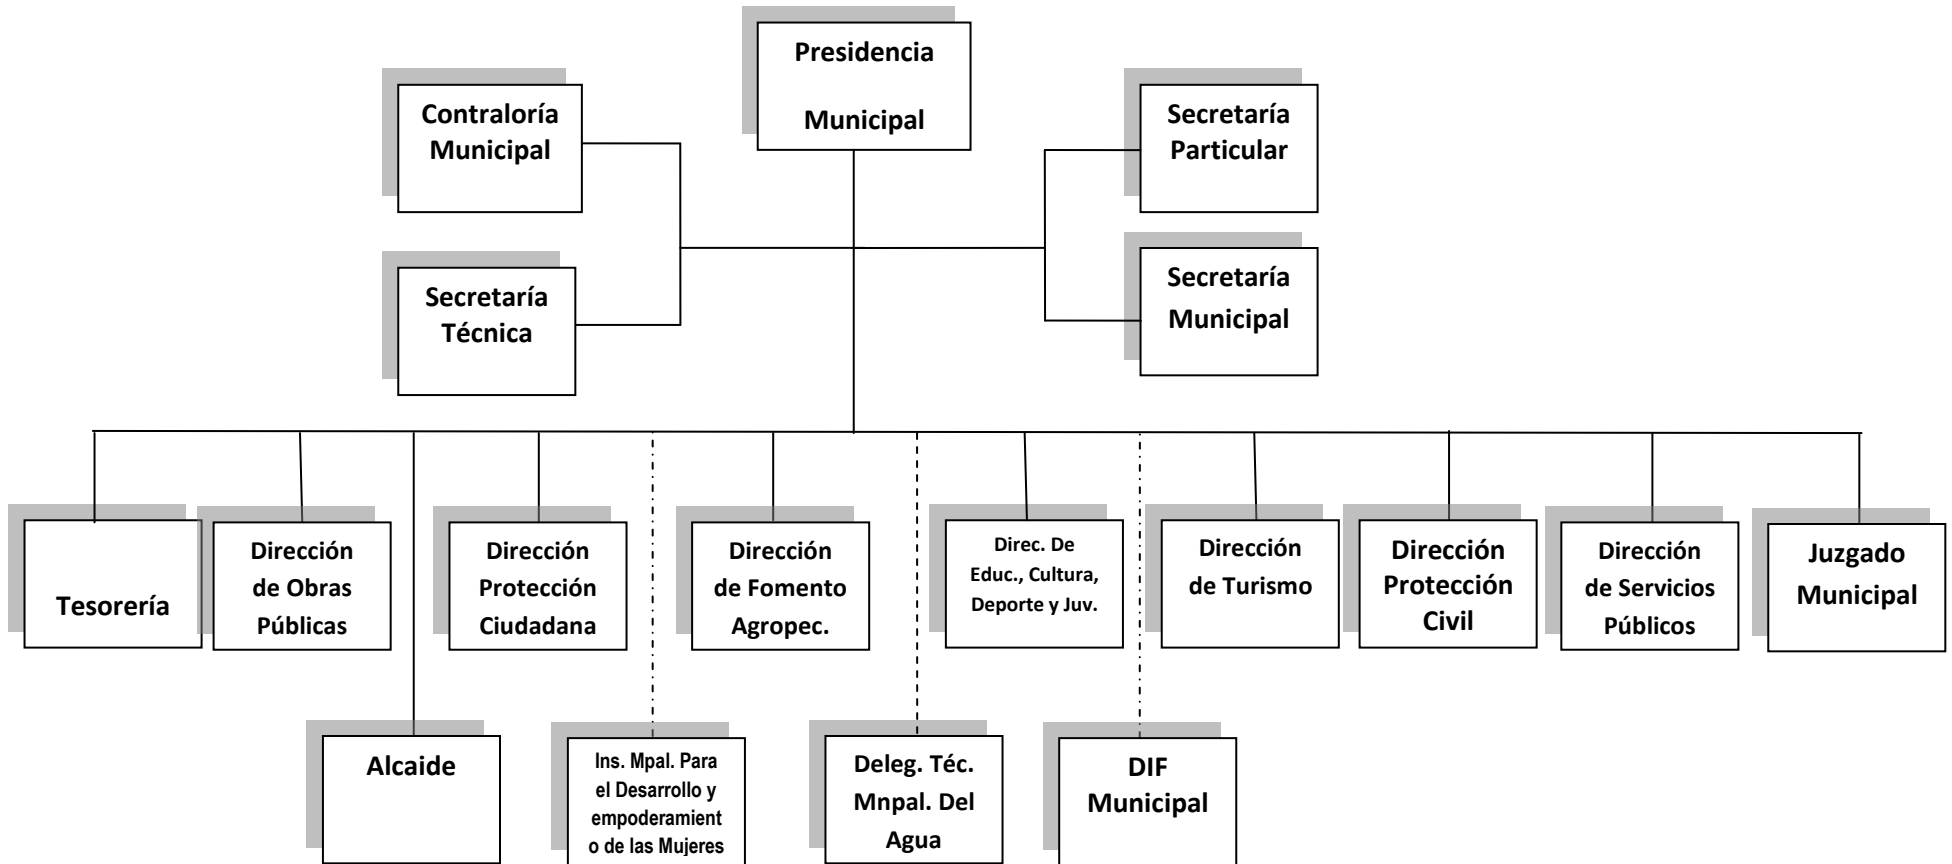 Presidencia
Municipal
Contraloría
Municipal
Secretaría
Particular
Secretaría
Técnica
Secretaría
Municipal
Tesorería
Dirección
de Obras
Públicas
Dirección
Protección
Ciudadana
Dirección
de Fomento
Agropec.
Direc. De
Educ., Cultura,
Deporte y Juv.
Dirección
de Turismo
Dirección
Protección
Civil
Dirección
de Servicios
Públicos
Juzgado
Municipal
Alcaide
Ins. Mpal. Para
el Desarrollo y
empoderamient
o de las Mujeres
Deleg. Téc.
Mnpal. Del
Agua
DIF
Municipal